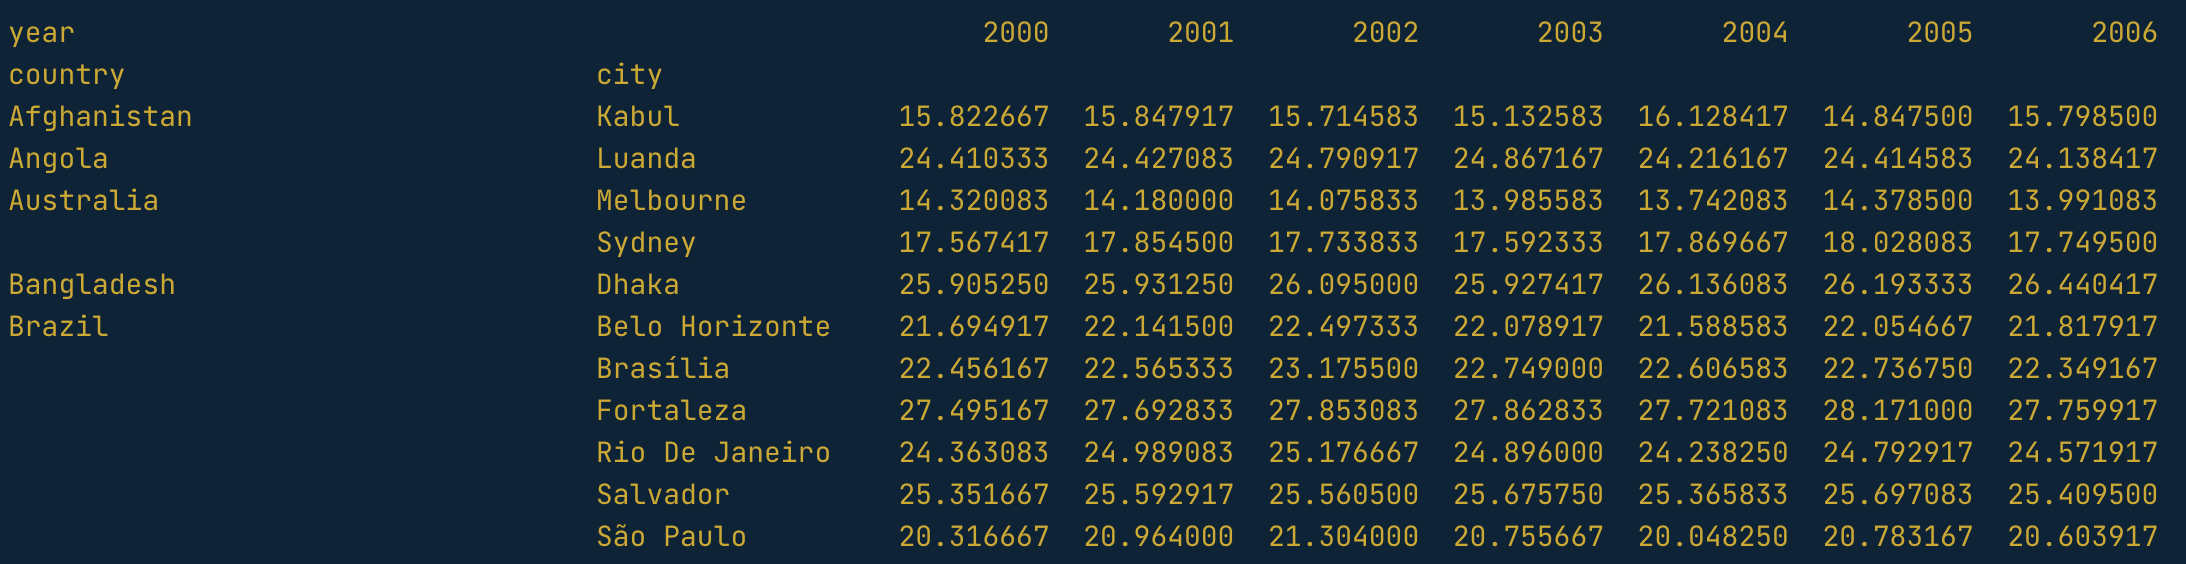 year 2000 2001 2002 2003 2004 2005 2006
country city
Afghanistan Kabul 15.822667 15.847917 15.714583 15.132583 16.128417 14.847500 15.798500
Angola Luanda 24.410333 24.427083 24.790917 24.867167 24.216167 24.414583 24.138417
Australia Melbourne 14.320083 14.180000 14.075833 13.985583 13.742083 14.378500 13.991083
Sydney 17.567417 17.854500 17.733833 17.592333 17.869667 18.028083 17.749500
Bangladesh Dhaka 25.905250 25.931250 26.095000 25.927417 26.136083 26.193333 26.440417
Brazil Belo Horizonte 21.694917 22.141500 22.497333 22.078917 21.588583 22.054667 21.817917
Brasília 22.456167 22.565333 23.175500 22.749000 22.606583 22.736750 22.349167
Fortaleza 27.495167 27.692833 27.853083 27.862833 27.721083 28.171000 27.759917
Rio De Janeiro 24.363083 24.989083 25.176667 24.896000 24.238250 24.792917 24.571917
Salvador 25.351667 25.592917 25.560500 25.675750 25.365833 25.697083 25.409500
São Paulo 20.316667 20.964000 21.304000 20.755667 20.048250 20.783167 20.603917